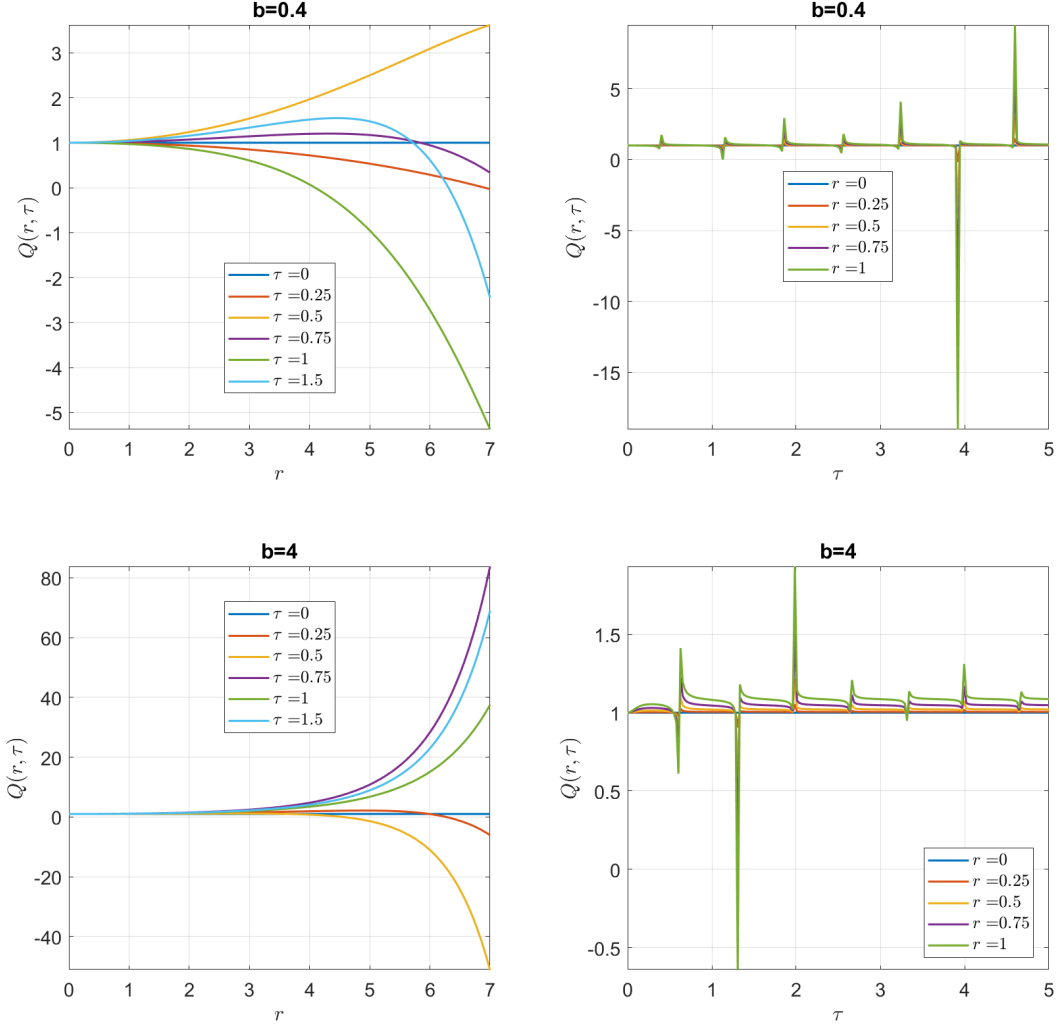 b=0.4
Q(r, τ)
3
2
1
0
-1
-2
-3
-4
-5
0 1 2 3 4 5 6 7
r
τ =0
τ =0.25
τ =0.5
τ =0.75
τ =1
τ =1.5
b=0.4
Q(r, τ)
5
0
-5
-10
-15
0 1 2 3 4 5
τ
r =0
r =0.25
r =0.5
r =0.75
r =1
b=4
Q(r, τ)
80
60
40
20
0
-20
-40
0 1 2 3 4 5 6 7
r
τ =0
τ =0.25
τ =0.5
τ =0.75
τ =1
τ =1.5
b=4
Q(r, τ)
1.5
1
0.5
0
-0.5
0 1 2 3 4 5
τ
r =0
r =0.25
r =0.5
r =0.75
r =1